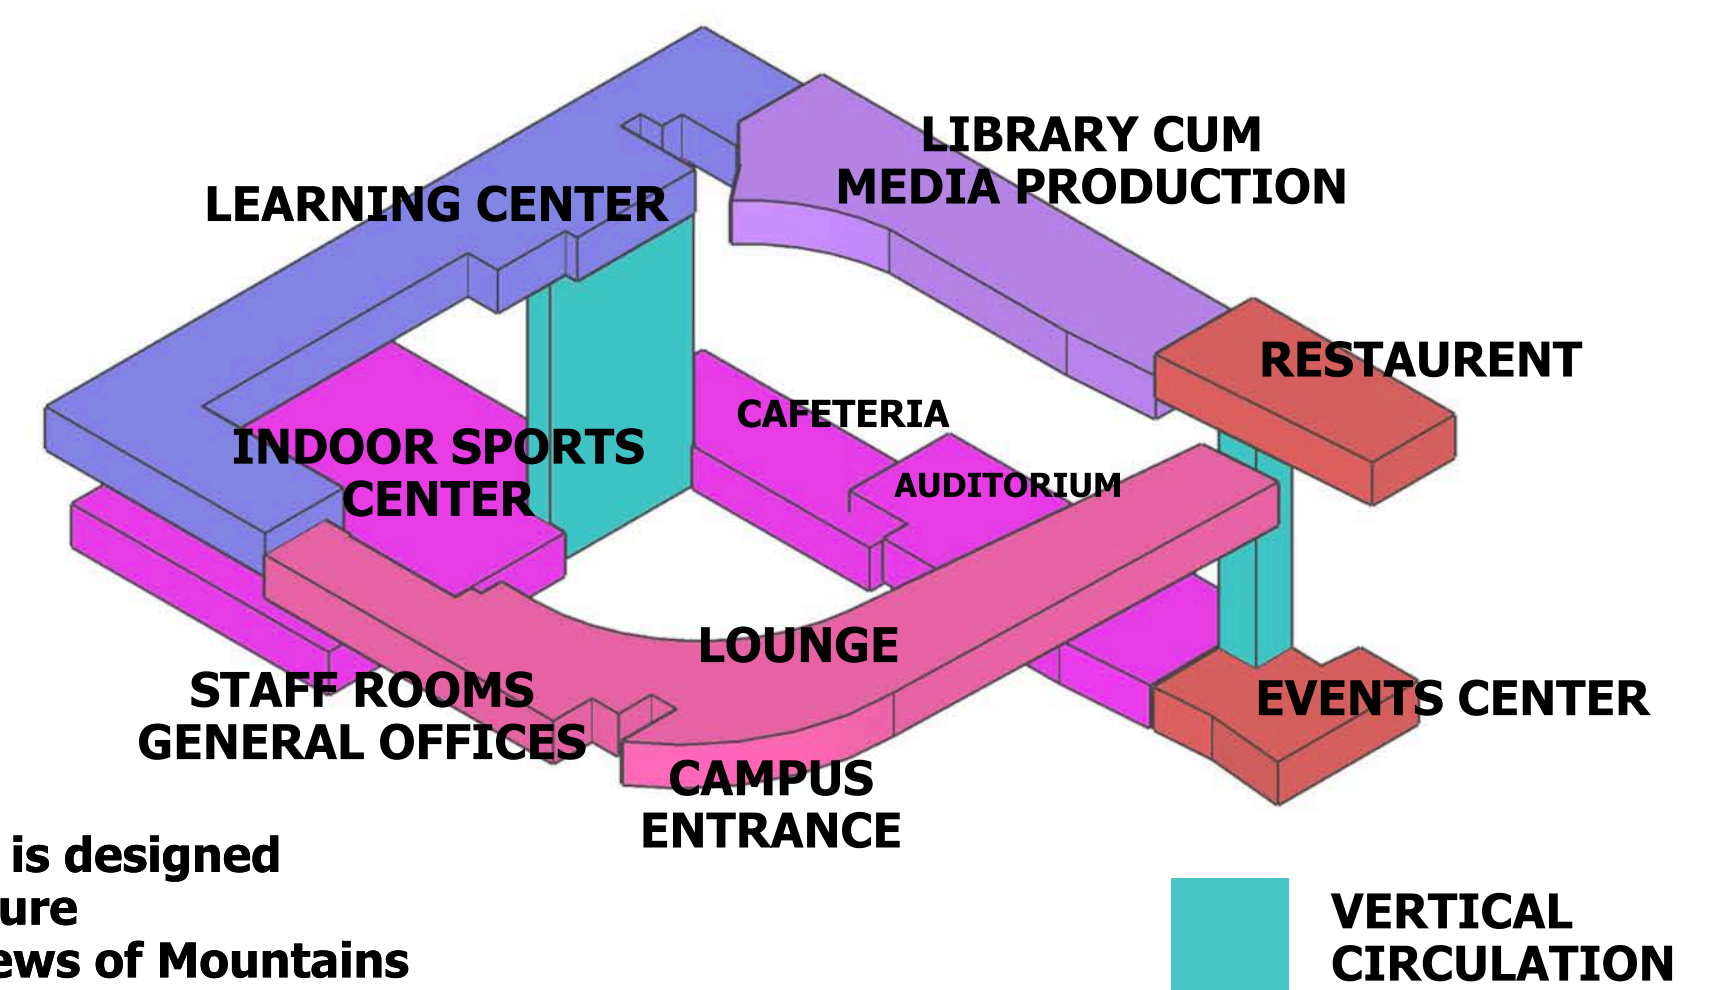 LIBRARY CUM
MEDIA PRODUCTION
LEARNING CENTER
RESTAURENT
CAFETERIA
INDOOR SPORTS
CENTER
AUDITORIUM
LOUNGE
STAFF ROOMS
GENERAL OFFICES
EVENTS CENTER
CAMPUS
ENTRANCE
is designed
ure
ews of Mountains
VERTICAL
CIRCULATION